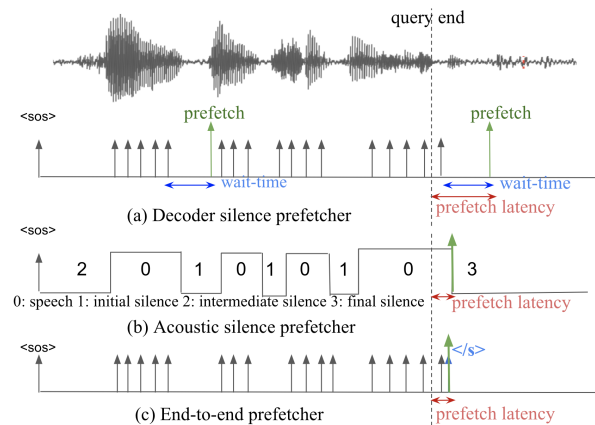 query end
prefetch
prefetch
<sos>
wait-time
wait-time
prefetch latency
(a) Decoder silence prefetcher
<sos>
2 0 1 0 1 0 1 0 3
0: speech 1: initial silence 2: intermediate silence 3: final silence
prefetch latency
(b) Acoustic silence prefetcher
<sos>
</s>
(c) End-to-end prefetcher
prefetch latency